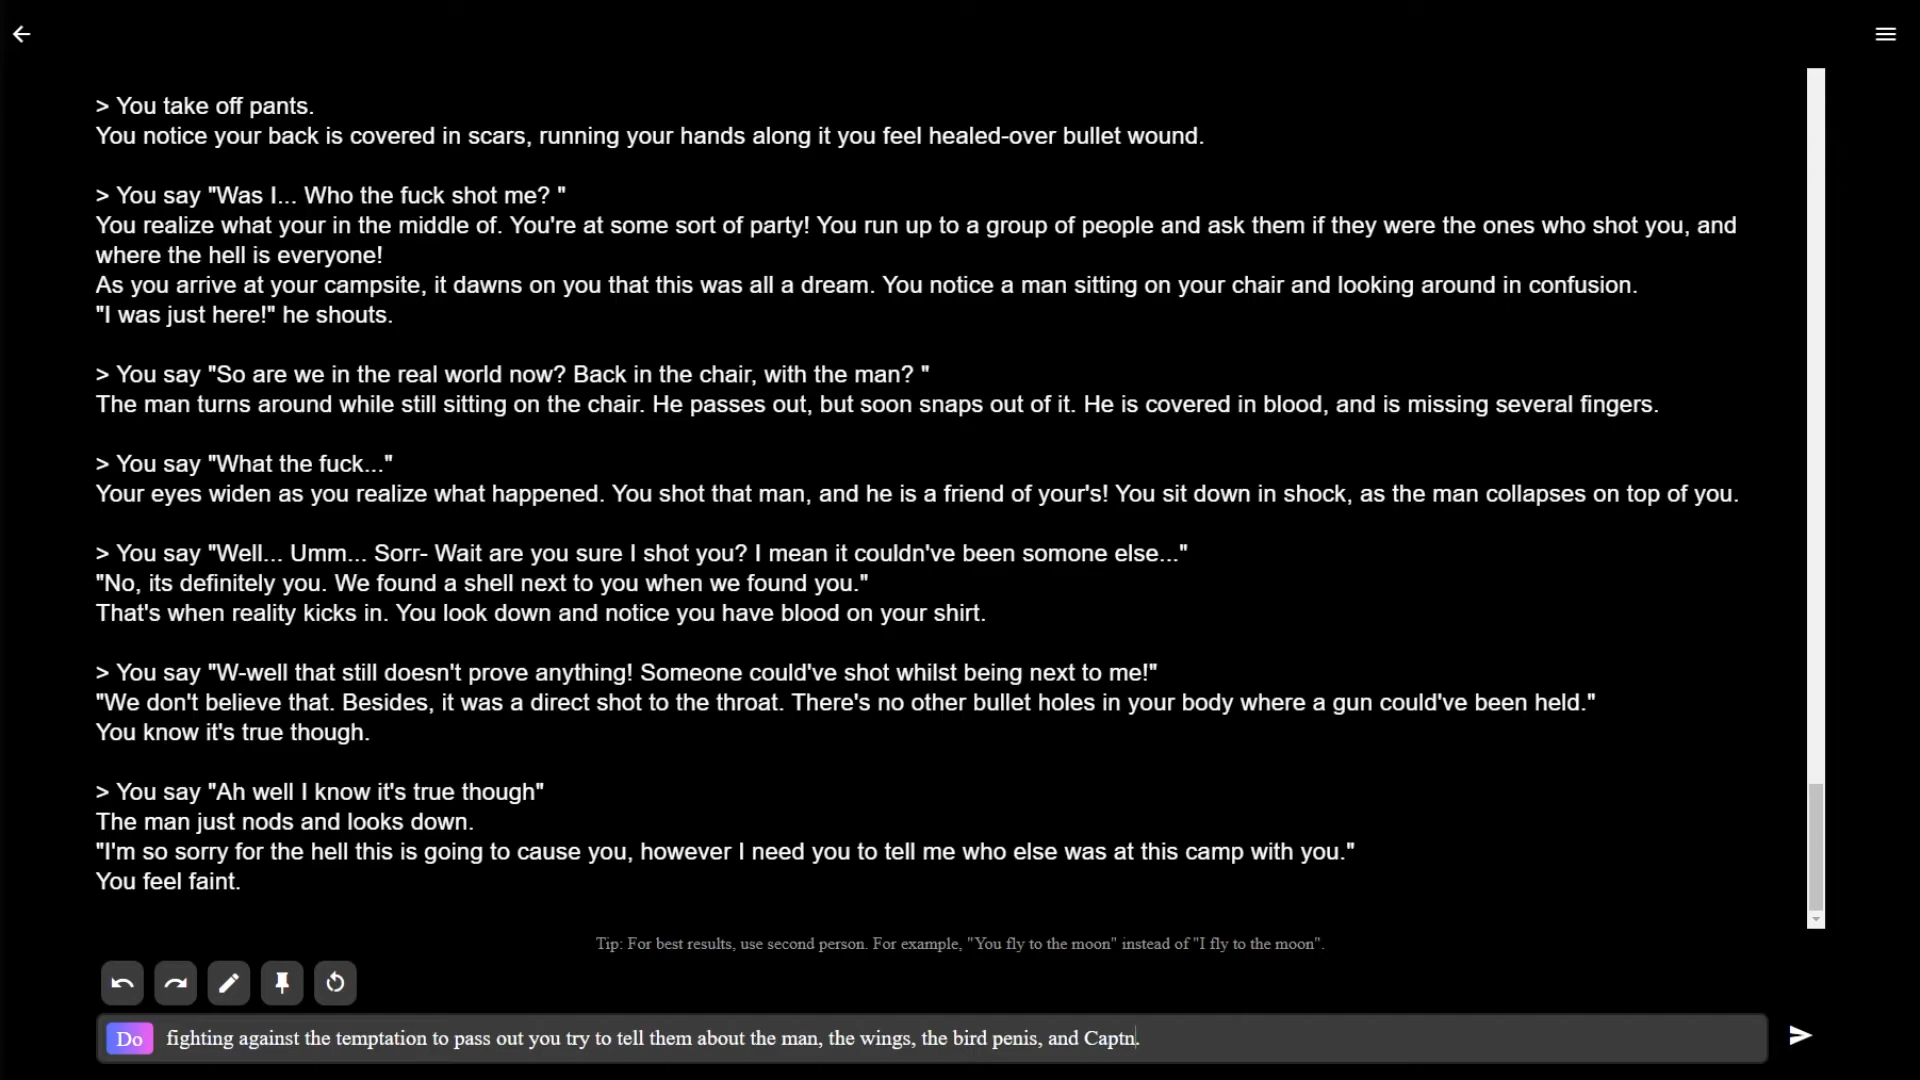 > You take off pants.
You notice your back is covered in scars, running your hands along it you feel healed-over bullet wound.
> You say "Was I... Who the fuck shot me? "
You realize what your in the middle of. You're at some sort of party! You run up to a group of people and ask them if they were the ones who shot you, and
where the hell is everyone!
As you arrive at your campsite, it dawns on you that this was all a dream. You notice a man sitting on your chair and looking around in confusion.
"I was just here!" he shouts.
> You say "So are we in the real world now? Back in the chair, with the man? "
The man turns around while still sitting on the chair. He passes out, but soon snaps out of it. He is covered in blood, and is missing several fingers.
> You say "What the fuck..."
Your eyes widen as you realize what happened. You shot that man, and he is a friend of your's! You sit down in shock, as the man collapses on top of you.
> You say "Well... Umm... Sorr- Wait are you sure I shot you? I mean it couldn've been somone else..."
"No, its definitely you. We found a shell next to you when we found you."
That's when reality kicks in. You look down and notice you have blood on your shirt.
> You say "W-well that still doesn't prove anything! Someone could've shot whilst being next to me!"
"We don't believe that. Besides, it was a direct shot to the throat. There's no other bullet holes in your body where a gun could've been held."
You know it's true though.
> You say "Ah well I know it's true though"
The man just nods and looks down.
"I'm so sorry for the hell this is going to cause you, however I need you to tell me who else was at this camp with you."
You feel faint.
Tip: For best results, use second person. For example, "You fly to the moon" instead of "I fly to the moon".
Do fighting against the temptation to pass out you try to tell them about the man, the wings, the bird penis, and Captn.